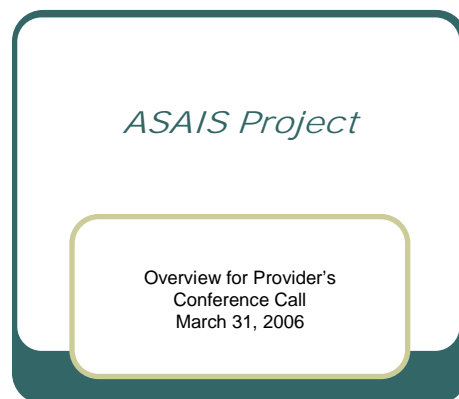 ASAIS Project
Overview for Provider's
Conference Call
March 31, 2006